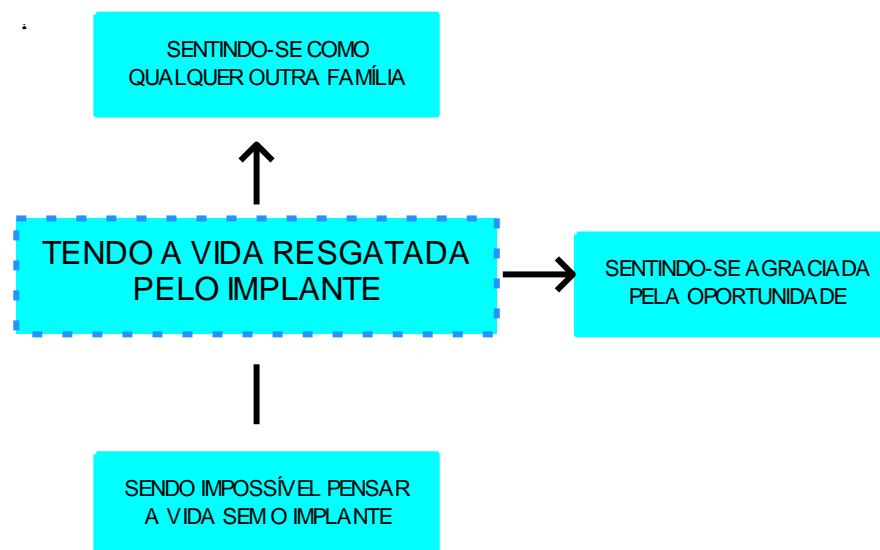 SENTINDO-SE COMO
QUALQUER OUTRA FAMÍLIA
TENDO A VIDA RESGATADA
PELO IMPLANTE
SENTINDO-SE AGRACIADA
PELA OPORTUNIDADE
SENDO IMPOSSÍVEL PENSAR
A VIDA SEM O IMPLANTE